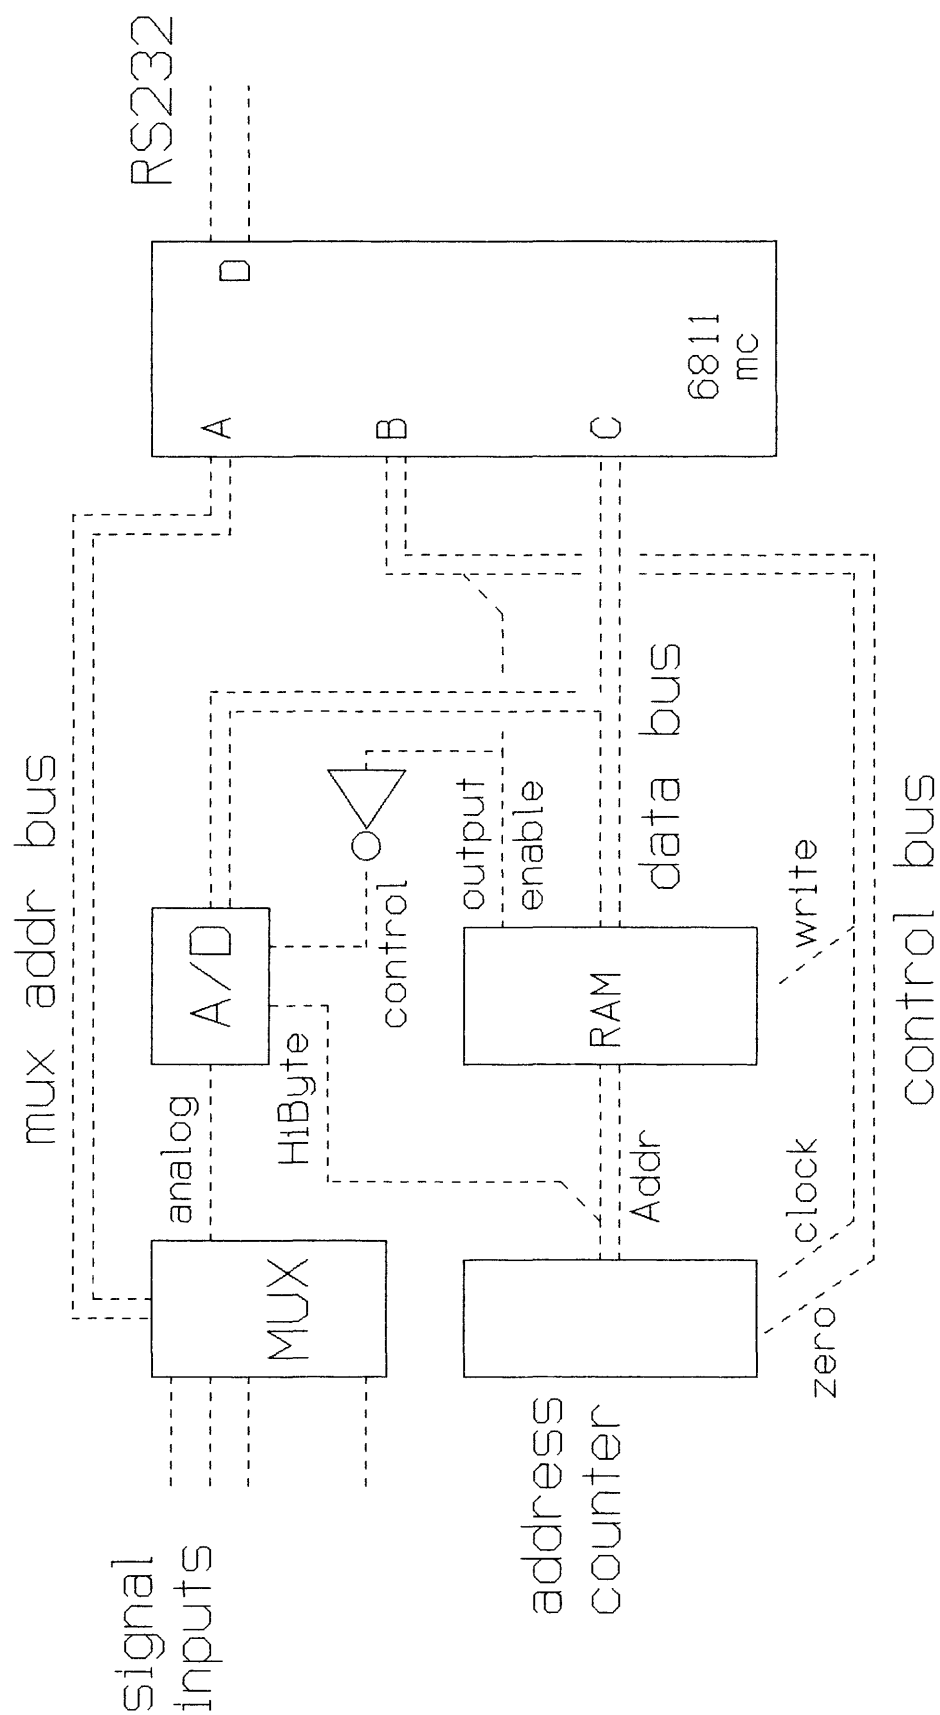 mux addr bus
RS232
signal
inputs
MUX
analog
A/D
HiByte
control
A
D
B
C
6811
mc
output
enable
address
counter
Addr
RAM
data bus
zero
clock
write
control bus